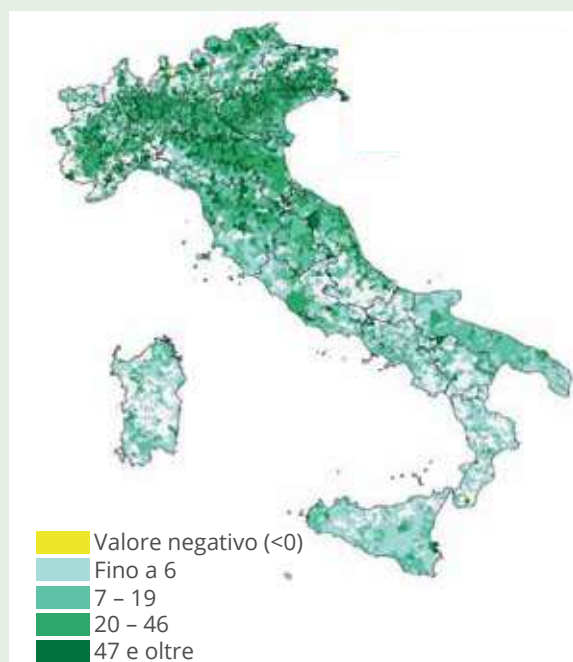 Valore negativo (<0)
Fino a 6
7 – 19
20 – 46
47 e oltre